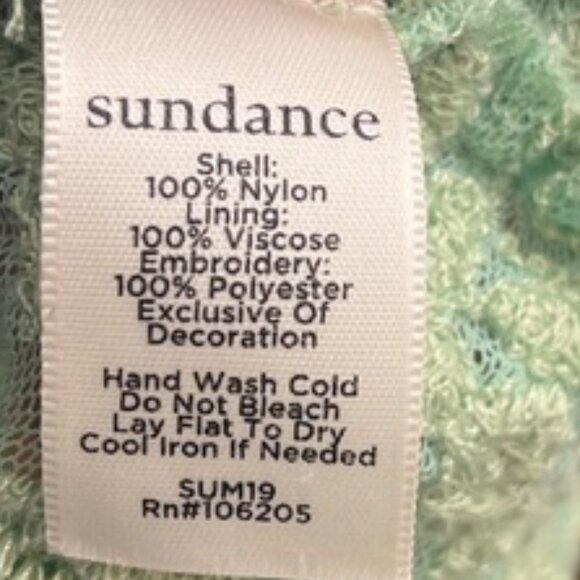 sundance
Shell:
100% Nylon
Lining:
100% Viscose
Embroidery:
100% Polyester
Exclusive Of
Decoration
Hand Wash Cold
Do Not Bleach
Lay Flat To Dry
Cool Iron If Needed
SUM19
Rn#106205